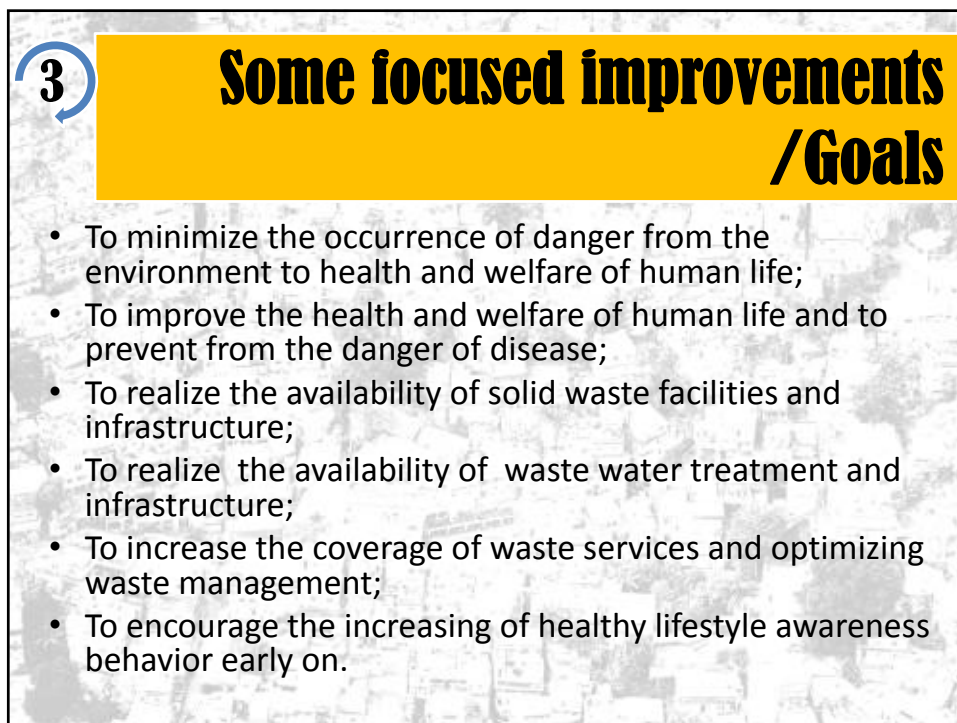 3
Some focused improvements
/Goals
• To minimize the occurrence of danger from the
environment to health and welfare of human life;
• To improve the health and welfare of human life and to
prevent from the danger of disease;
• To realize the availability of solid waste facilities and
infrastructure;
• To realize  the availability of  waste water treatment and
infrastructure;
• To increase the coverage of waste services and optimizing
waste management;
• To encourage the increasing of healthy lifestyle awareness
behavior early on.